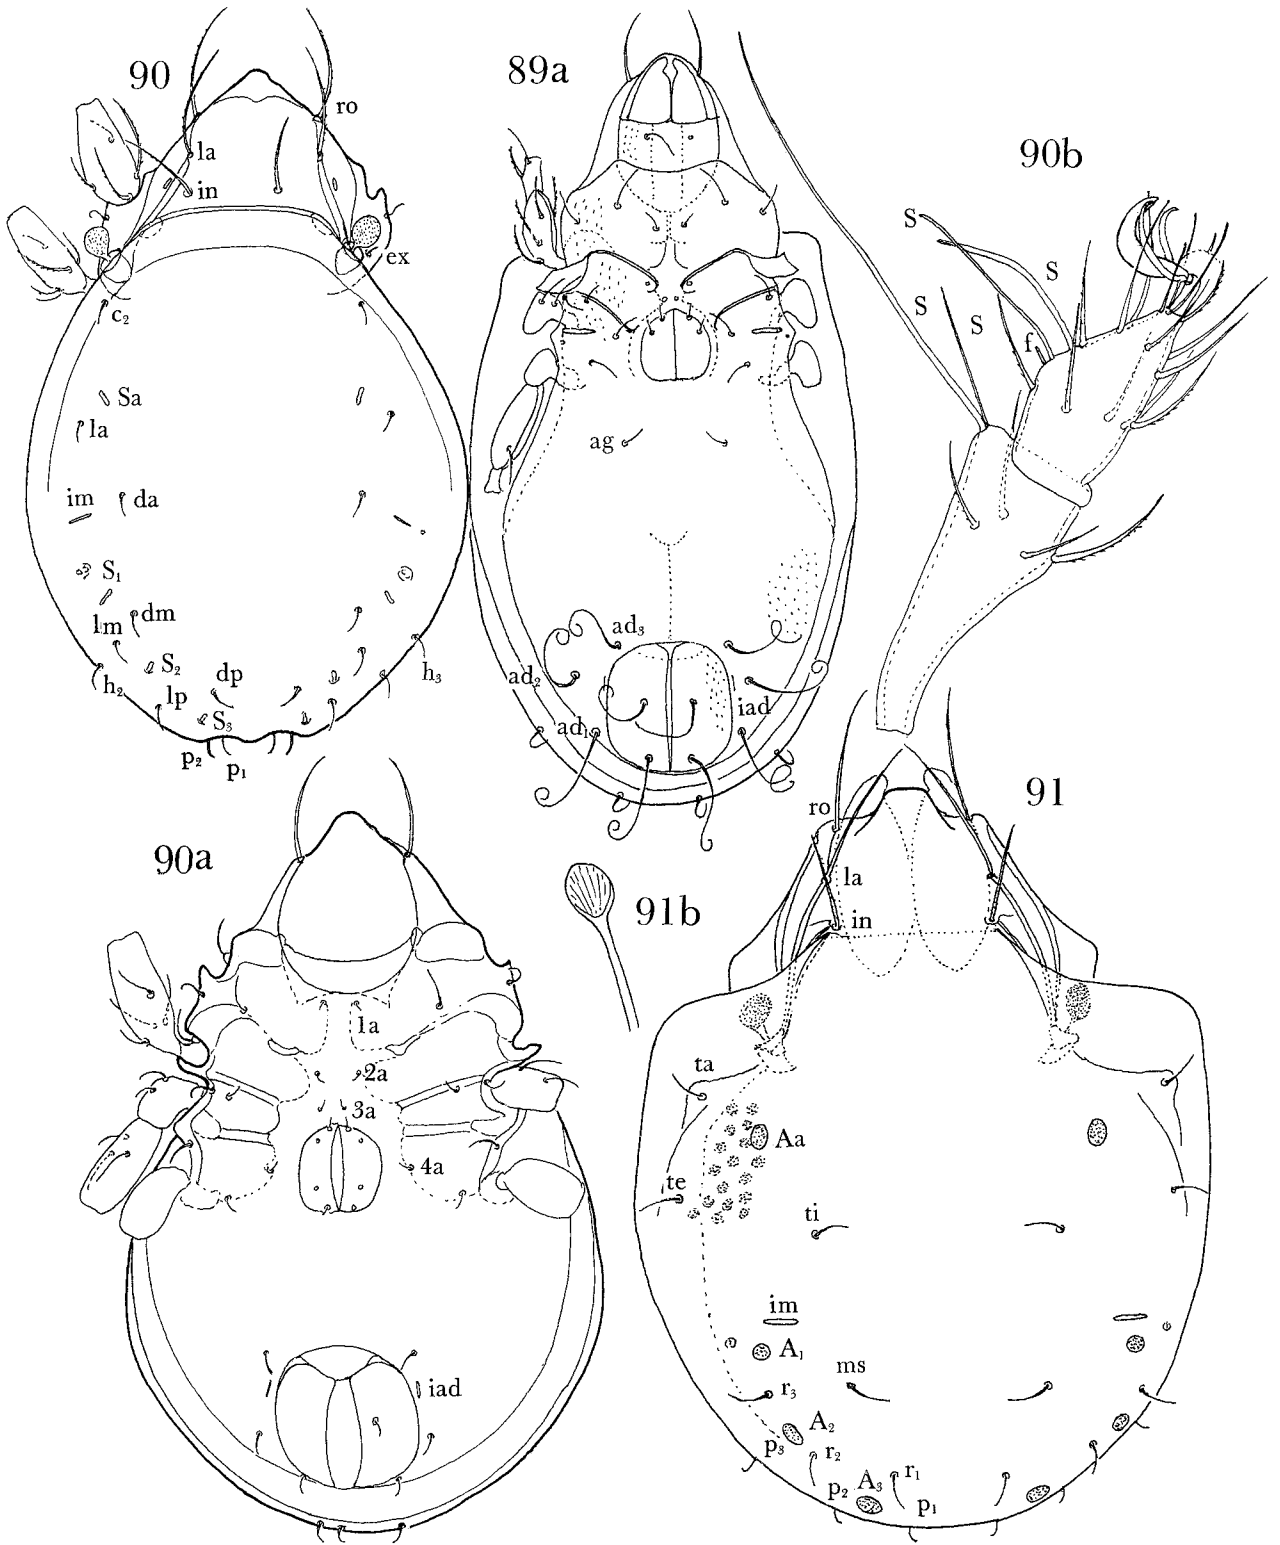 90
ro
la
in
ex
c₂
Sa
la
im
da
S₁
lm
dm
S₂
h₂
lp
dp
h₃
S₃
p₂
p₁
89a
ag
ad₃
ad₂
iad
ad₁
90b
S
S
S
S
f
90a
1a
2a
3a
4a
iad
91b
91
ro
la
in
ta
Aa
te
ti
im
A₁
ms
r₃
A₂
p₃
r₂
r₁
p₂
A₃
p₁